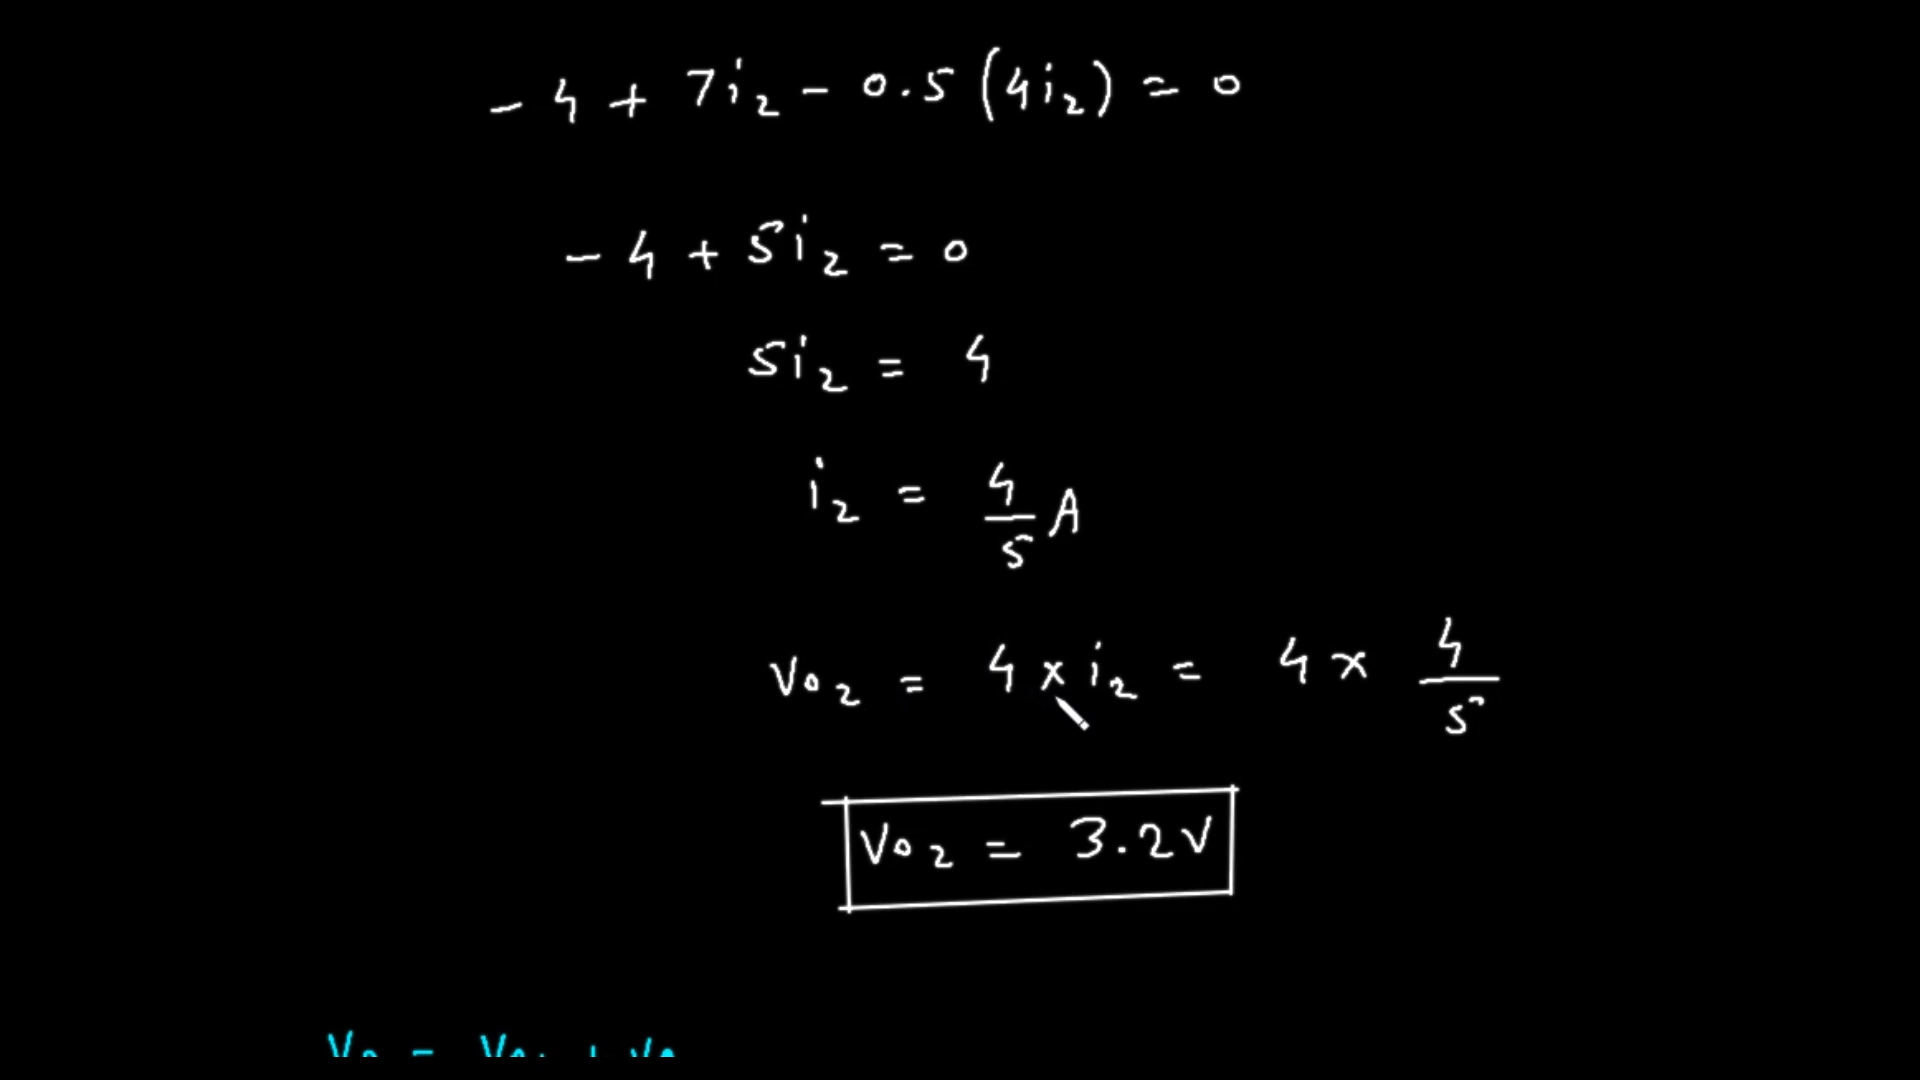 - 4 + 7i₂ - 0.5 (4i₂) = 0
- 4 + 5i₂ = 0
5i₂ = 4
i₂ = 4/5 A
Vo₂ = 4 × i₂ = 4 × 4/5
Vo₂ = 3.2V